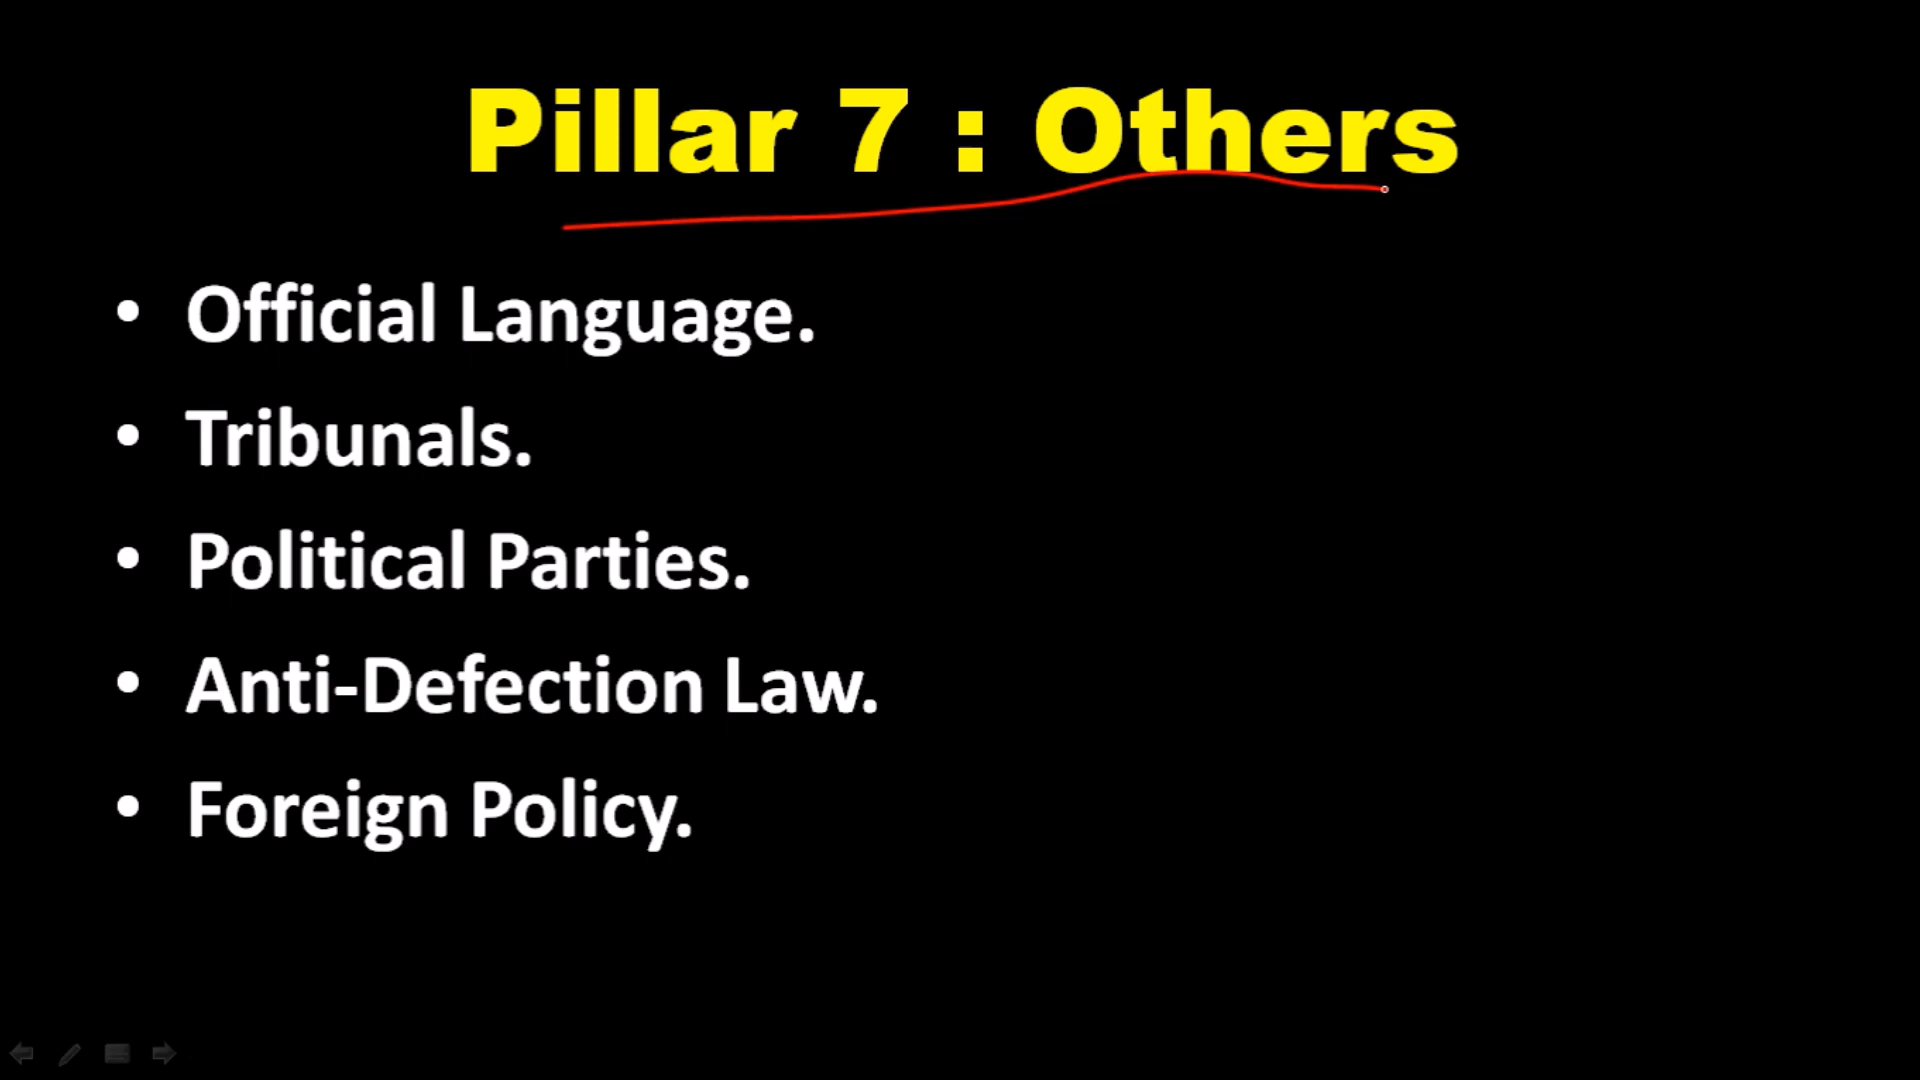 Pillar 7 : Others
• Official Language.
• Tribunals.
• Political Parties.
• Anti-Defection Law.
• Foreign Policy.